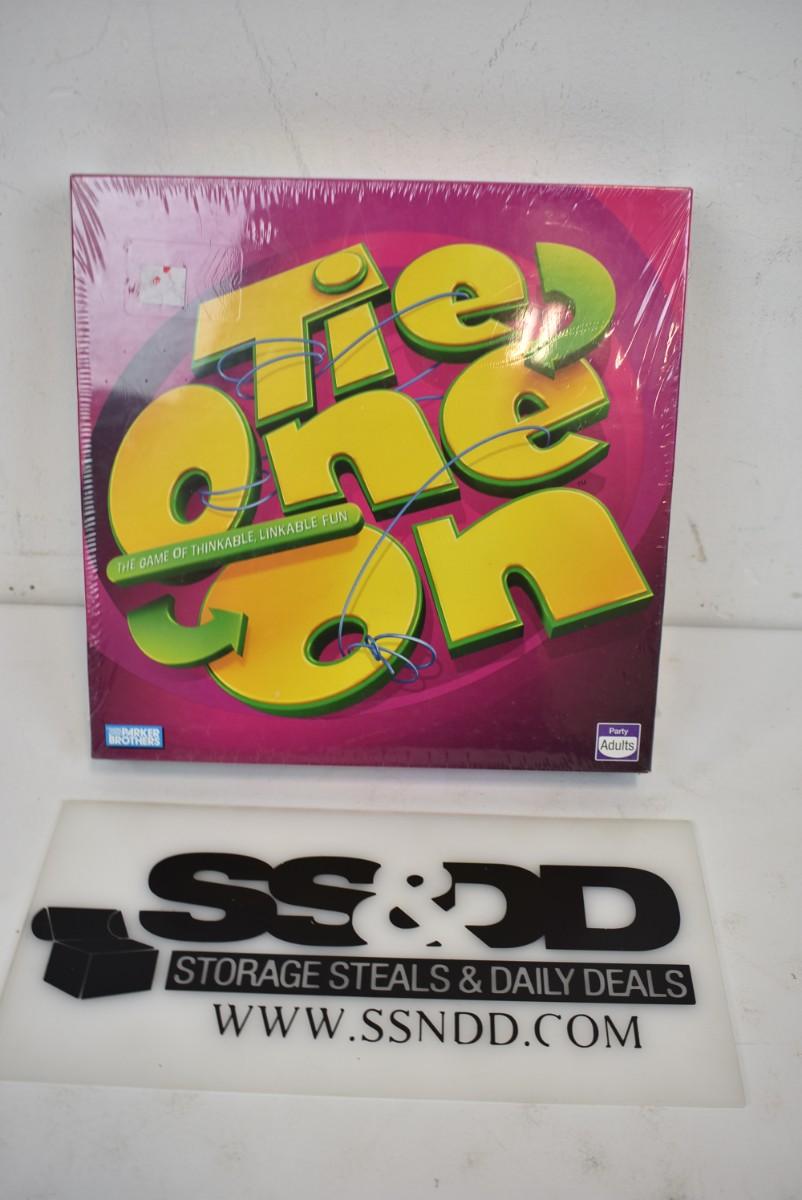 Tie
One
™
THE GAME OF THINKABLE, LINKABLE FUN
On
PARKER
BROTHERS
Party
Adults
SS&DD
STORAGE STEALS & DAILY DEALS
WWW.SSNDD.COM